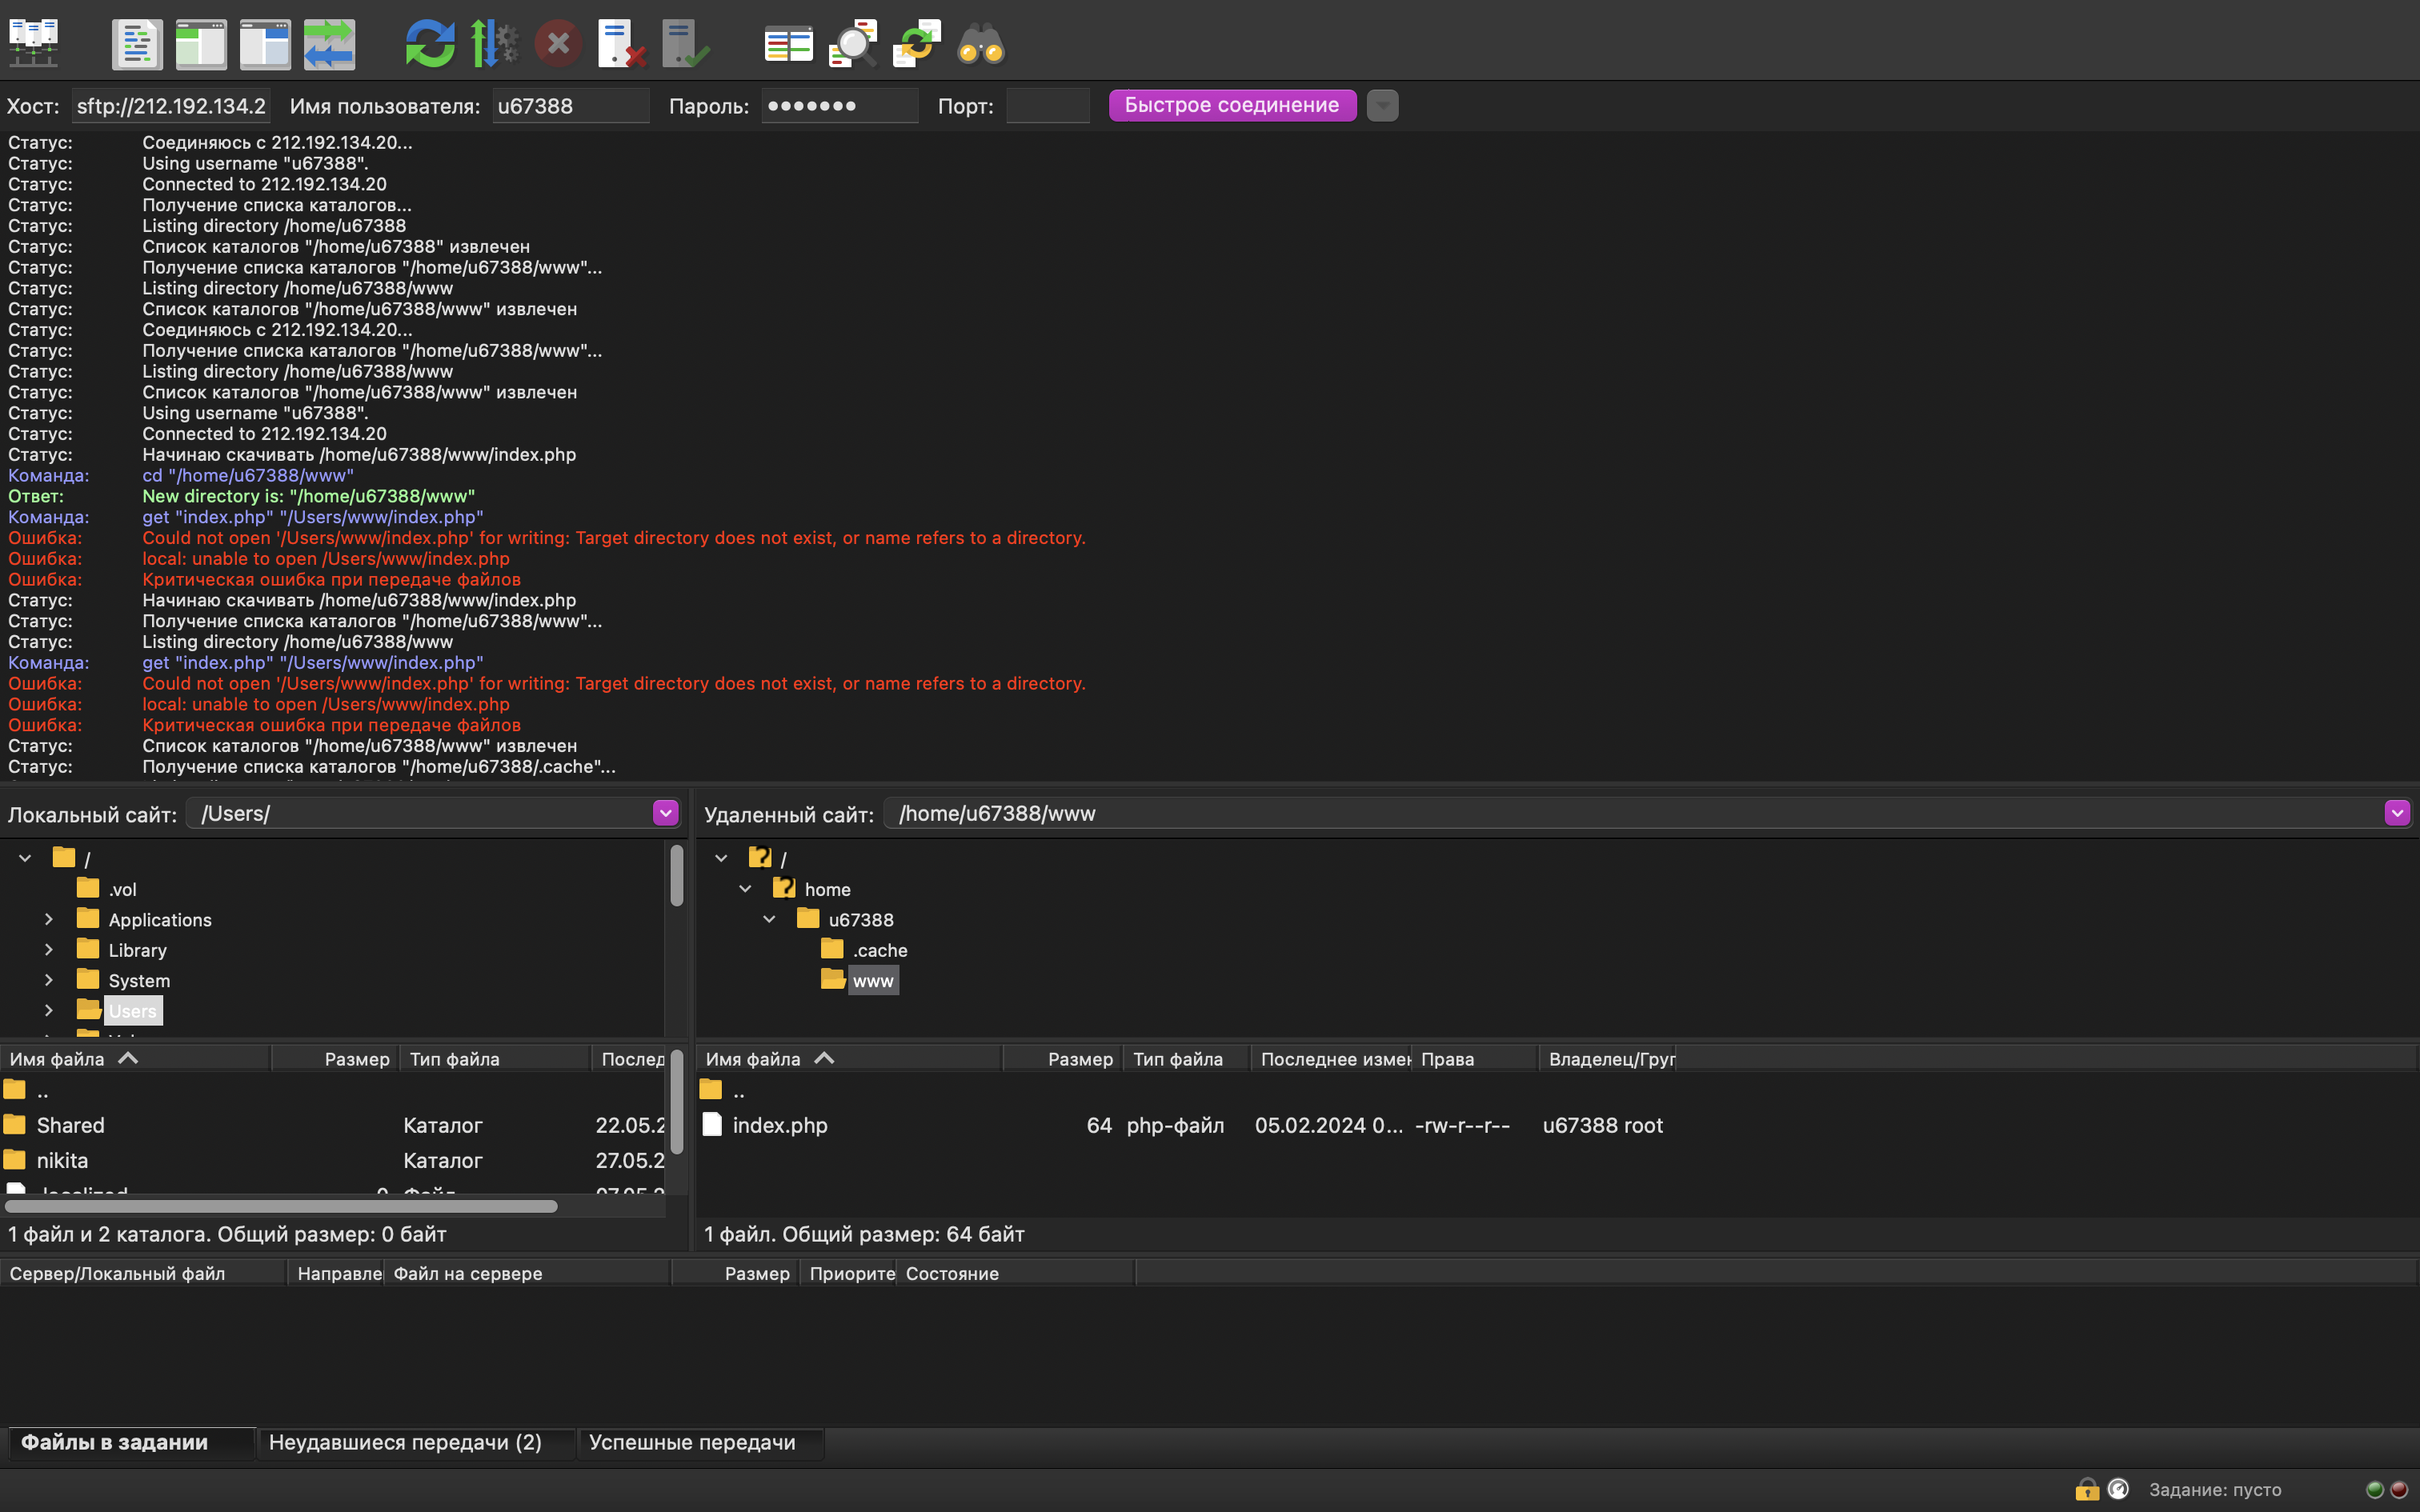 Хост: sftp://212.192.134.2 Имя пользователя: u67388 Пароль: ●●●●●●● Порт: Быстрое соединение
Статус: Соединяюсь с 212.192.134.20...
Статус: Using username "u67388".
Статус: Connected to 212.192.134.20
Статус: Получение списка каталогов...
Статус: Listing directory /home/u67388
Статус: Список каталогов "/home/u67388" извлечен
Статус: Получение списка каталогов "/home/u67388/www"...
Статус: Listing directory /home/u67388/www
Статус: Список каталогов "/home/u67388/www" извлечен
Статус: Соединяюсь с 212.192.134.20...
Статус: Получение списка каталогов "/home/u67388/www"...
Статус: Listing directory /home/u67388/www
Статус: Список каталогов "/home/u67388/www" извлечен
Статус: Using username "u67388".
Статус: Connected to 212.192.134.20
Статус: Начинаю скачивать /home/u67388/www/index.php
Команда: cd "/home/u67388/www"
Ответ: New directory is: "/home/u67388/www"
Команда: get "index.php" "/Users/www/index.php"
Ошибка: Could not open '/Users/www/index.php' for writing: Target directory does not exist, or name refers to a directory.
Ошибка: local: unable to open /Users/www/index.php
Ошибка: Критическая ошибка при передаче файлов
Статус: Начинаю скачивать /home/u67388/www/index.php
Статус: Получение списка каталогов "/home/u67388/www"...
Статус: Listing directory /home/u67388/www
Команда: get "index.php" "/Users/www/index.php"
Ошибка: Could not open '/Users/www/index.php' for writing: Target directory does not exist, or name refers to a directory.
Ошибка: local: unable to open /Users/www/index.php
Ошибка: Критическая ошибка при передаче файлов
Статус: Список каталогов "/home/u67388/www" извлечен
Статус: Получение списка каталогов "/home/u67388/.cache"...
Локальный сайт: /Users/
/
.vol
Applications
Library
System
Users
Имя файла Размер Тип файла Послед
..
Shared Каталог 22.05.2
nikita Каталог 27.05.2
.localized 0 Файл 07.05.2
1 файл и 2 каталога. Общий размер: 0 байт
Удаленный сайт: /home/u67388/www
/
home
u67388
.cache
www
Имя файла Размер Тип файла Последнее измен Права Владелец/Груп
..
index.php 64 php-файл 05.02.2024 0... -rw-r--r-- u67388 root
1 файл. Общий размер: 64 байт
Сервер/Локальный файл Направле Файл на сервере Размер Приорите Состояние
Файлы в задании Неудавшиеся передачи (2) Успешные передачи
Задание: пусто